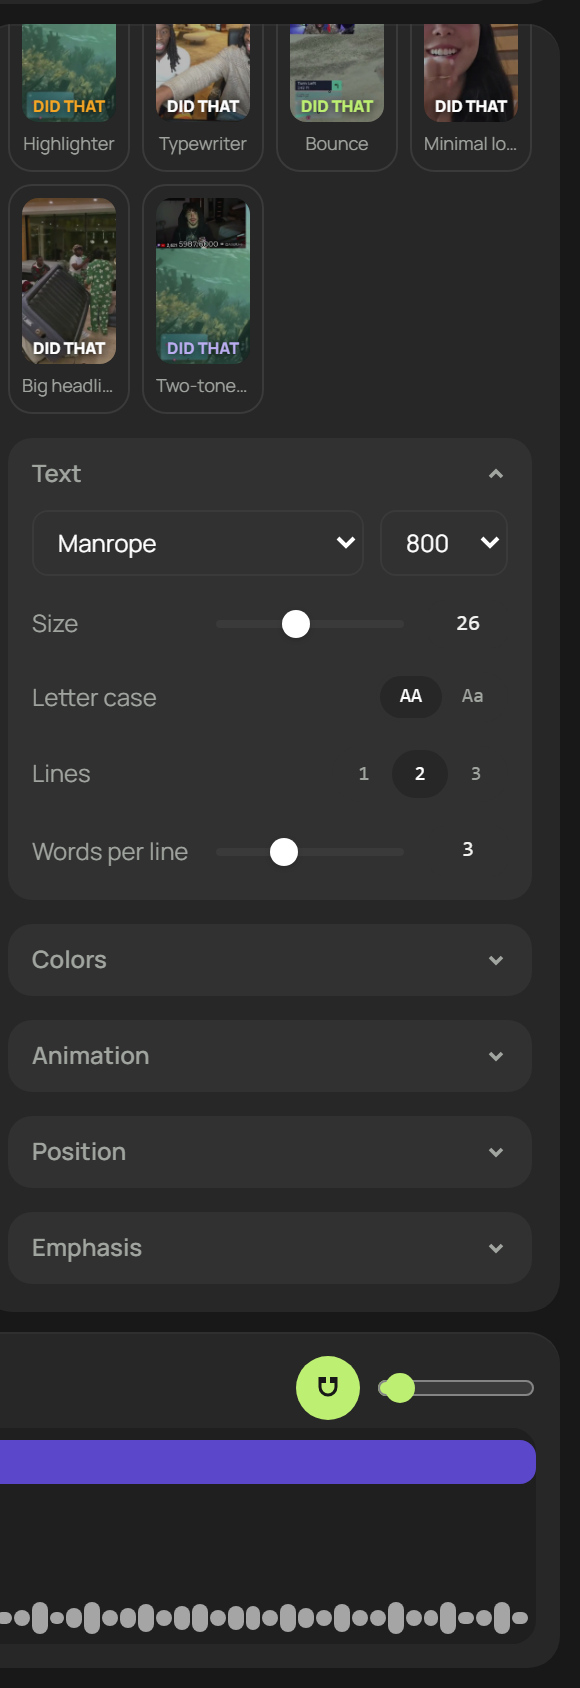 DID THAT
DID THAT
DID THAT
DID THAT
Highlighter
Typewriter
Bounce
Minimal lo...
DID THAT
DID THAT
Big headli...
Two-tone...
Text
Manrope
800
Size
26
Letter case
AA
Aa
Lines
1
2
3
Words per line
3
Colors
Animation
Position
Emphasis